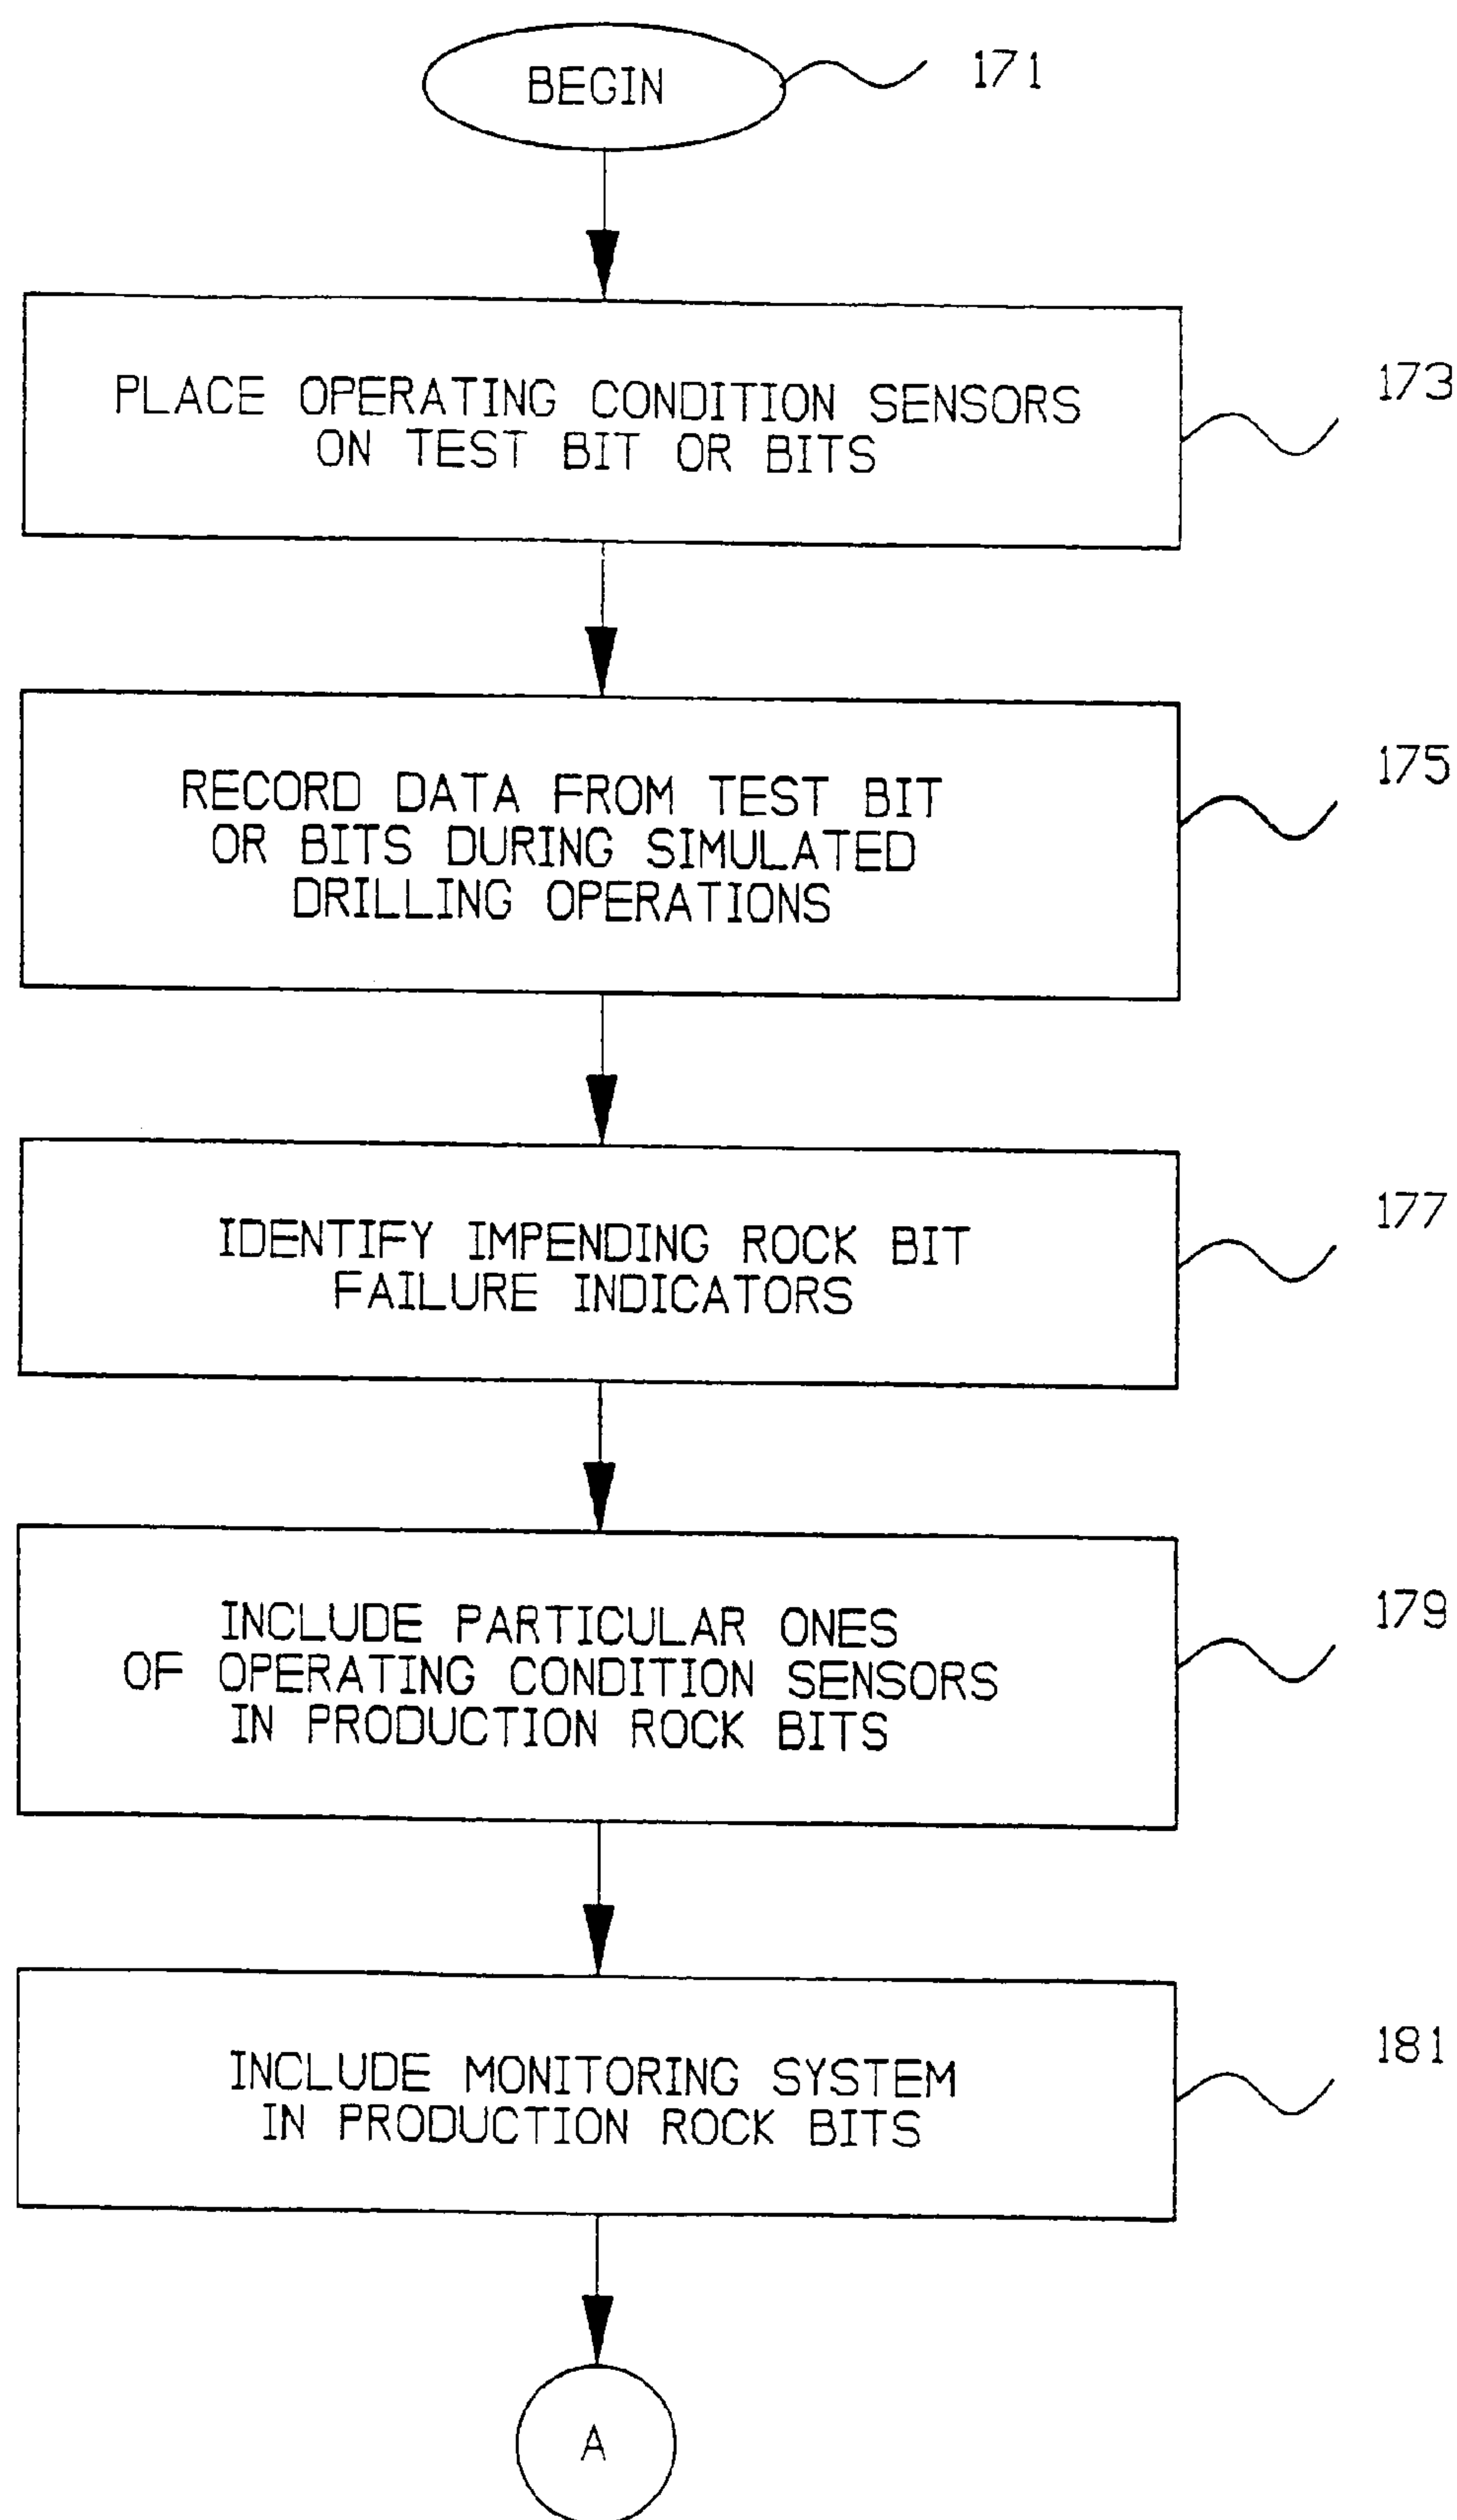 BEGIN
171
PLACE OPERATING CONDITION SENSORS
ON TEST BIT OR BITS
173
RECORD DATA FROM TEST BIT
OR BITS DURING SIMULATED
DRILLING OPERATIONS
175
IDENTIFY IMPENDING ROCK BIT
FAILURE INDICATORS
177
INCLUDE PARTICULAR ONES
OF OPERATING CONDITION SENSORS
IN PRODUCTION ROCK BITS
179
INCLUDE MONITORING SYSTEM
IN PRODUCTION ROCK BITS
181
A